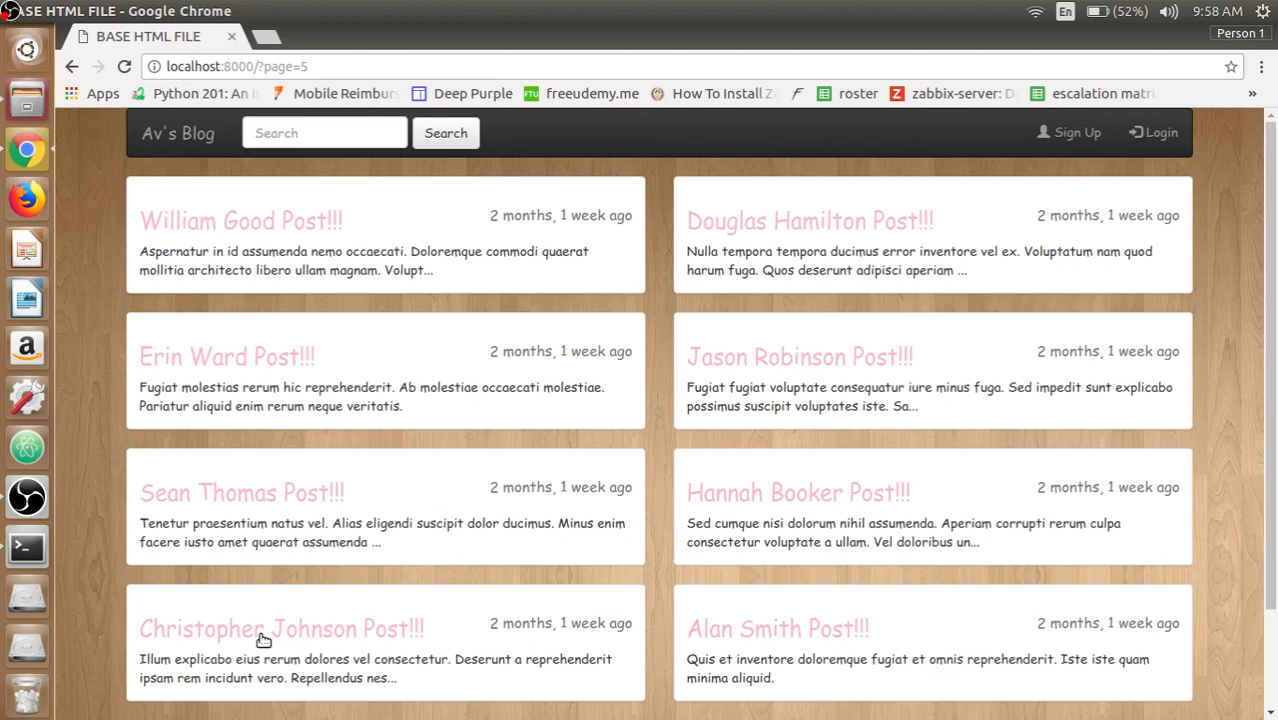 BASE HTML FILE - Google Chrome
En
(52%)
9:58 AM
BASE HTML FILE
Person 1
localhost:8000/?page=5
Apps
Python 201: An I
Mobile Reimburs
Deep Purple
FTU
freeudemy.me
How To Install Z
roster
Z
zabbix-server: D
escalation matri
Av's Blog
Search
Search
Sign Up
Login
William Good Post!!!
2 months, 1 week ago
Aspernatur in id assumenda nemo occaecati. Doloremque commodi quaerat
mollitia architecto libero ullam magnam. Volupt...
Douglas Hamilton Post!!!
2 months, 1 week ago
Nulla tempora tempora ducimus error inventore vel ex. Voluptatum nam quod
harum fuga. Quos deserunt adipisci aperiam ...
Erin Ward Post!!!
2 months, 1 week ago
Fugiat molestias rerum hic reprehenderit. Ab molestiae occaecati molestiae.
Pariatur aliquid enim rerum neque veritatis.
Jason Robinson Post!!!
2 months, 1 week ago
Fugiat fugiat voluptate consequatur iure minus fuga. Sed impedit sunt explicabo
possimus suscipit voluptates iste. Sa...
Sean Thomas Post!!!
2 months, 1 week ago
Tenetur praesentium natus vel. Alias eligendi suscipit dolor ducimus. Minus enim
facere iusto amet quaerat assumenda ...
Hannah Booker Post!!!
2 months, 1 week ago
Sed cumque nisi dolorum nihil assumenda. Aperiam corrupti rerum culpa
consectetur voluptate a ullam. Vel doloribus un...
Christopher Johnson Post!!!
2 months, 1 week ago
Illum explicabo eius rerum dolores vel consectetur. Deserunt a reprehenderit
ipsam rem incidunt vero. Repellendus nes...
Alan Smith Post!!!
2 months, 1 week ago
Quis et inventore doloremque fugiat et omnis reprehenderit. Iste iste quam
minima aliquid.